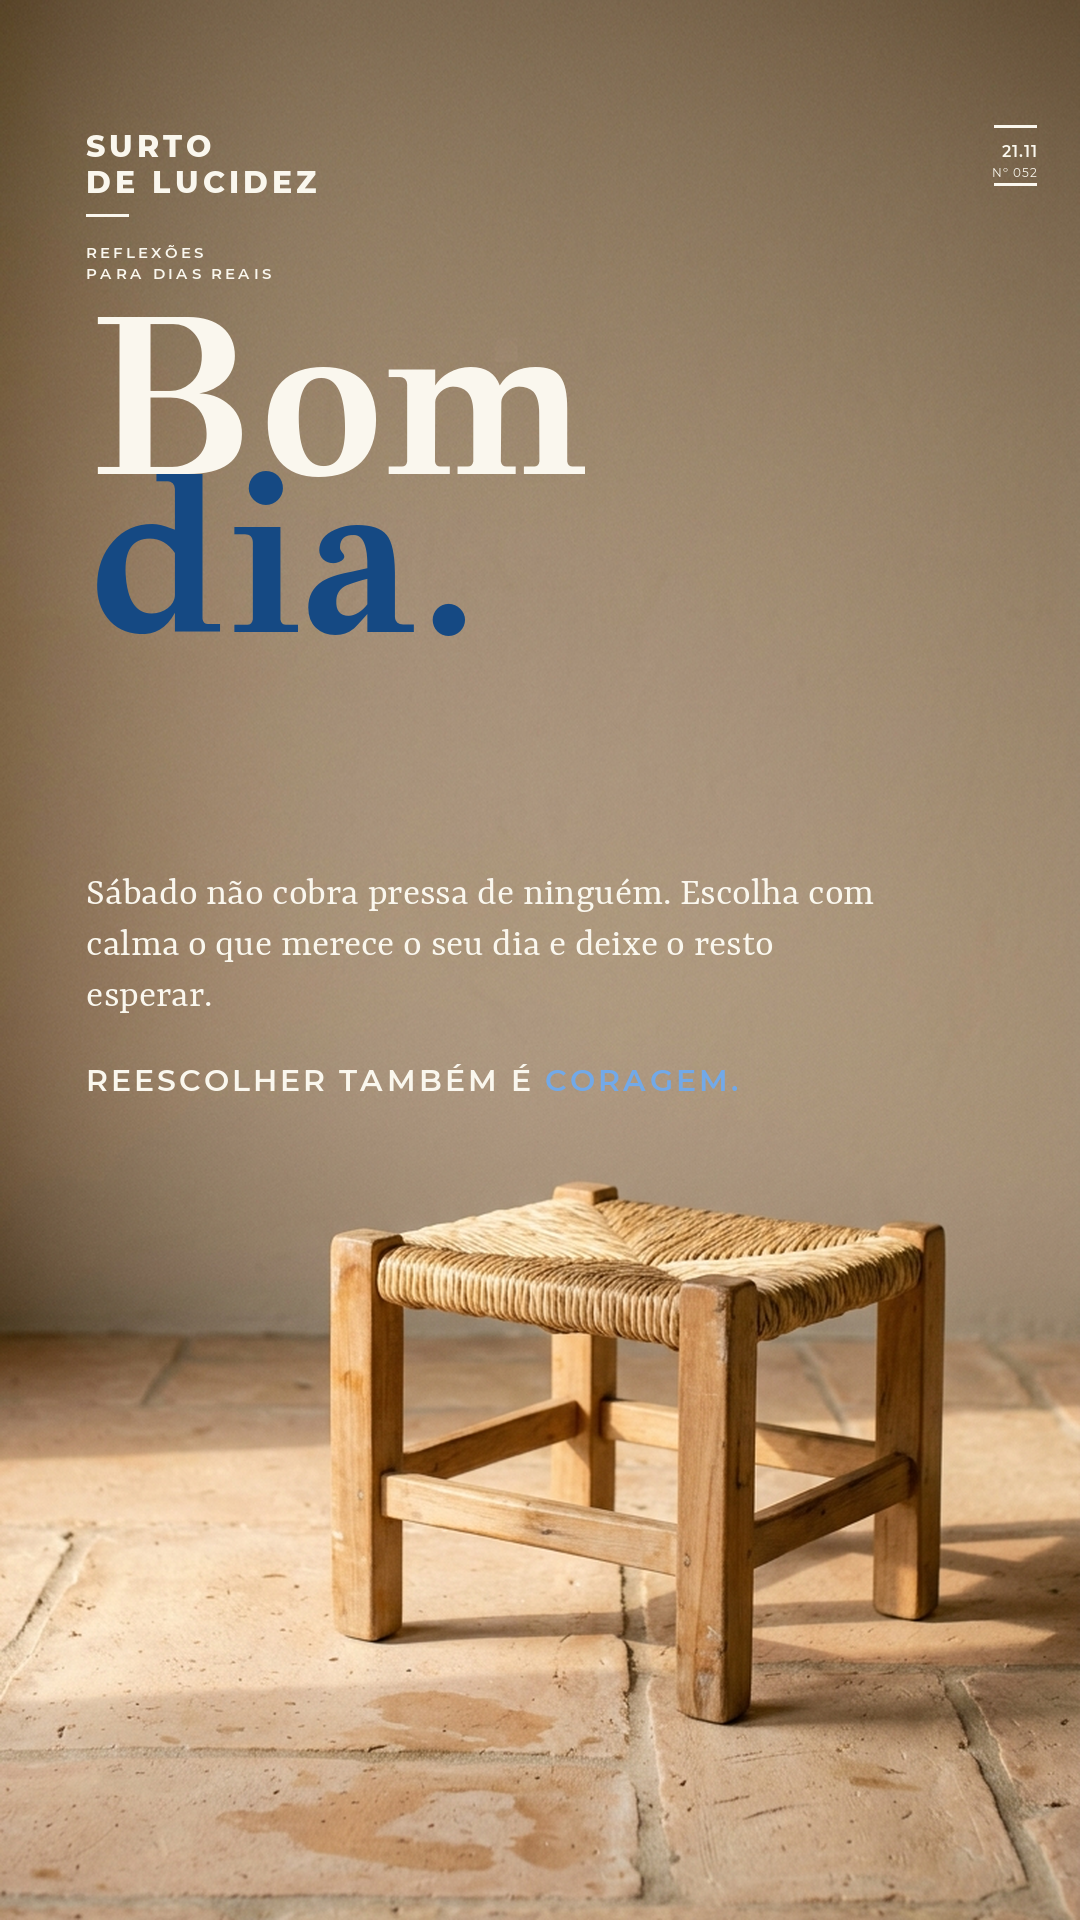 SURTO
DE LUCIDEZ
21.11
Nº 052
REFLEXÕES
PARA DIAS REAIS
Bom
dia.
Sábado não cobra pressa de ninguém. Escolha com
calma o que merece o seu dia e deixe o resto
esperar.
REESCOLHER TAMBÉM É CORAGEM.